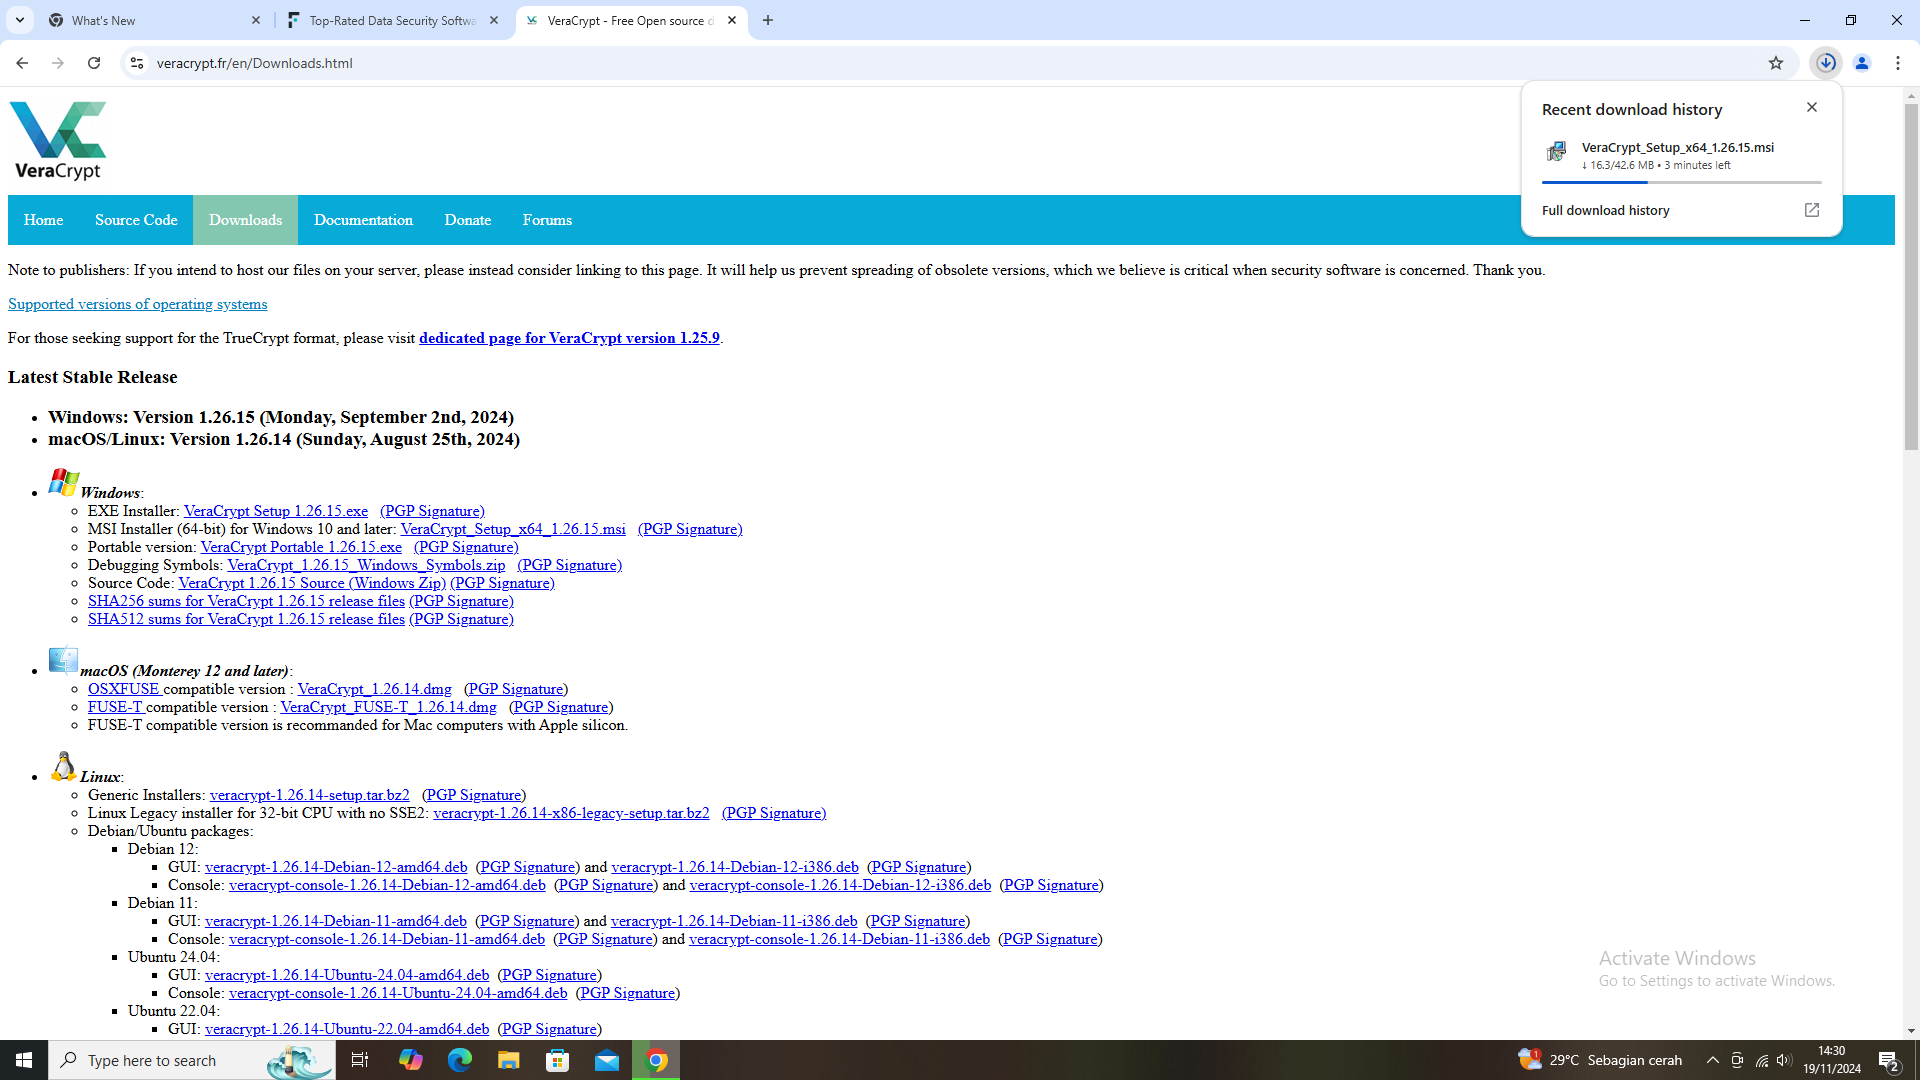 What's New
Top-Rated Data Security Softwa
VeraCrypt - Free Open source d
veracrypt.fr/en/Downloads.html
VeraCrypt
Recent download history
VeraCrypt_Setup_x64_1.26.15.msi
↓ 16.3/42.6 MB • 3 minutes left
Full download history
Home Source Code Downloads Documentation Donate Forums
Note to publishers: If you intend to host our files on your server, please instead consider linking to this page. It will help us prevent spreading of obsolete versions, which we believe is critical when security software is concerned. Thank you.
Supported versions of operating systems
For those seeking support for the TrueCrypt format, please visit dedicated page for VeraCrypt version 1.25.9.
Latest Stable Release
• Windows: Version 1.26.15 (Monday, September 2nd, 2024)
• macOS/Linux: Version 1.26.14 (Sunday, August 25th, 2024)
• Windows:
EXE Installer: VeraCrypt Setup 1.26.15.exe (PGP Signature)
MSI Installer (64-bit) for Windows 10 and later: VeraCrypt_Setup_x64_1.26.15.msi (PGP Signature)
Portable version: VeraCrypt Portable 1.26.15.exe (PGP Signature)
Debugging Symbols: VeraCrypt_1.26.15_Windows_Symbols.zip (PGP Signature)
Source Code: VeraCrypt 1.26.15 Source (Windows Zip) (PGP Signature)
SHA256 sums for VeraCrypt 1.26.15 release files (PGP Signature)
SHA512 sums for VeraCrypt 1.26.15 release files (PGP Signature)
• macOS (Monterey 12 and later):
OSXFUSE compatible version : VeraCrypt_1.26.14.dmg (PGP Signature)
FUSE-T compatible version : VeraCrypt_FUSE-T_1.26.14.dmg (PGP Signature)
FUSE-T compatible version is recommanded for Mac computers with Apple silicon.
• Linux:
Generic Installers: veracrypt-1.26.14-setup.tar.bz2 (PGP Signature)
Linux Legacy installer for 32-bit CPU with no SSE2: veracrypt-1.26.14-x86-legacy-setup.tar.bz2 (PGP Signature)
Debian/Ubuntu packages:
Debian 12:
GUI: veracrypt-1.26.14-Debian-12-amd64.deb (PGP Signature) and veracrypt-1.26.14-Debian-12-i386.deb (PGP Signature)
Console: veracrypt-console-1.26.14-Debian-12-amd64.deb (PGP Signature) and veracrypt-console-1.26.14-Debian-12-i386.deb (PGP Signature)
Debian 11:
GUI: veracrypt-1.26.14-Debian-11-amd64.deb (PGP Signature) and veracrypt-1.26.14-Debian-11-i386.deb (PGP Signature)
Console: veracrypt-console-1.26.14-Debian-11-amd64.deb (PGP Signature) and veracrypt-console-1.26.14-Debian-11-i386.deb (PGP Signature)
Ubuntu 24.04:
GUI: veracrypt-1.26.14-Ubuntu-24.04-amd64.deb (PGP Signature)
Console: veracrypt-console-1.26.14-Ubuntu-24.04-amd64.deb (PGP Signature)
Ubuntu 22.04:
GUI: veracrypt-1.26.14-Ubuntu-22.04-amd64.deb (PGP Signature)
Activate Windows
Go to Settings to activate Windows.
Type here to search
1
29°C Sebagian cerah
14:30
19/11/2024
2